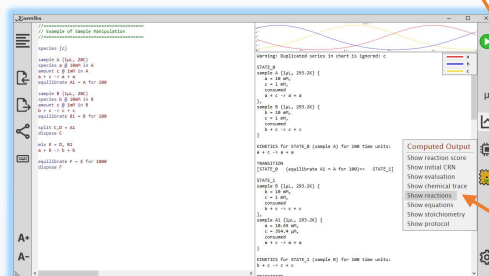 Kaemika
//======================================
// Example of Sample Manipulation
//======================================
species {c}
sample A {1μL, 20C}
species a @ 10mM in A
amount c @ 1mM in A
a + c -> a + a
equilibrate A1 = A for 100
sample B {1μL, 20C}
species b @ 10mM in B
amount c @ 1mM in B
b + c -> c + c
equilibrate B1 = B for 100
split C,D = A1
dispose C
mix E = D, B1
a + b -> b + b
equilibrate F = E for 1000
dispose F
A+
A-
a
b
c
Warning: Duplicated series in chart is ignored: c
STATE_0
sample A {1μL, 293.2K} {
a = 10 mM,
c = 1 mM,
consumed
a + c -> a + a
},
sample B {1μL, 293.2K} {
b = 10 mM,
c = 1 mM,
consumed
b + c -> c + c
}
KINETICS for STATE_0 (sample A) for 100 time units:
a + c -> a + a
TRANSITION
[STATE_0 (equilibrate A1 = A for 100)=> STATE_1]
STATE_1
sample B {1μL, 293.2K} {
b = 10 mM,
c = 1 mM,
consumed
b + c -> c + c
},
sample A1 {1μL, 293.2K} {
a = 10.65 mM,
c = 354.4 μM,
consumed
a + c -> a + a
}
KINETICS for STATE_1 (sample B) for 100 time units:
b + c -> c + c
Computed Output
Show reaction score
Show initial CRN
Show evaluation
Show chemical trace
Show reactions
Show equations
Show stoichiometry
Show protocol